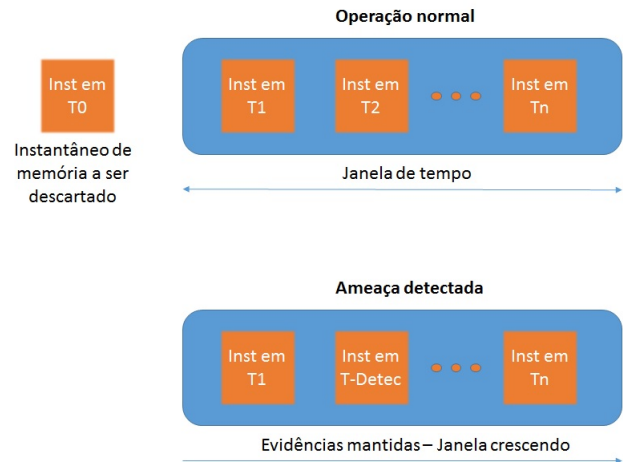 Operação normal
Inst em
T0
Inst em
T1
Inst em
T2
Inst em
Tn
Instantâneo de
memória a ser
descartado
Janela de tempo
Ameaça detectada
Inst em
T1
Inst em
T-Detec
Inst em
Tn
Evidências mantidas – Janela crescendo